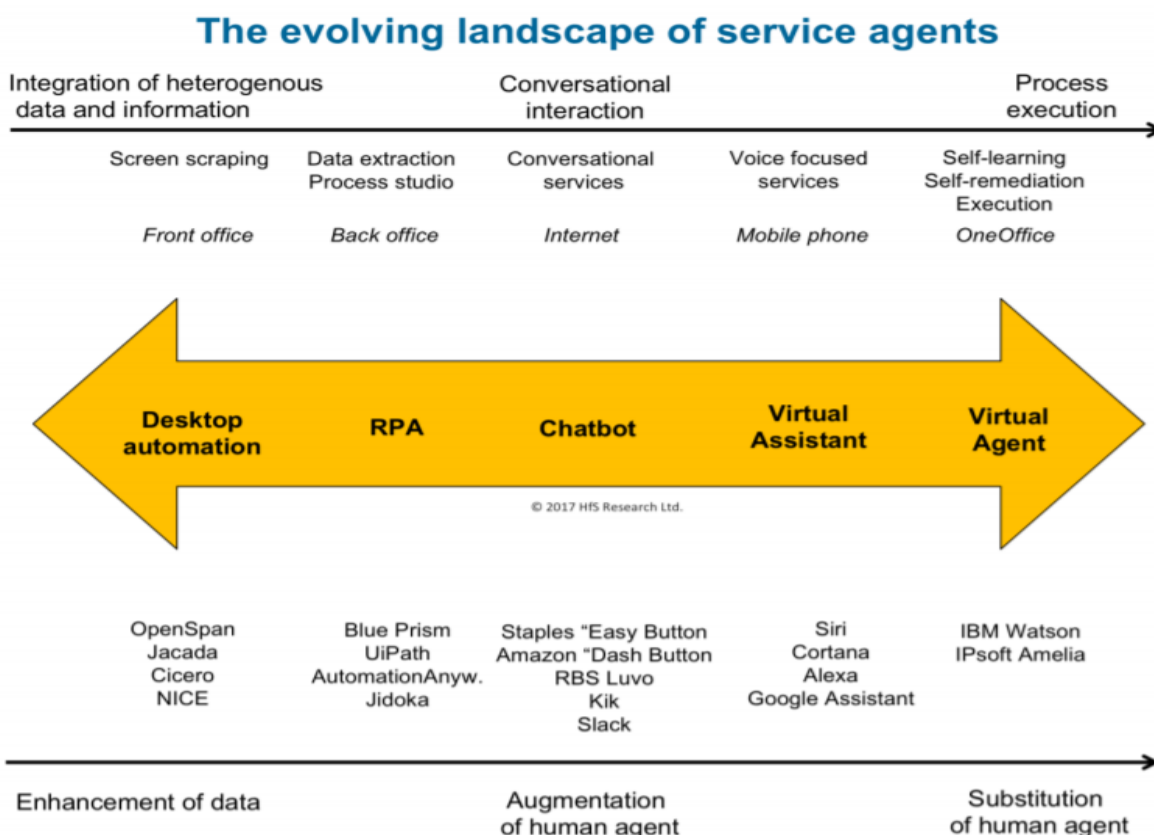 The evolving landscape of service agents
Integration of heterogenous
data and information
Conversational
interaction
Process
execution
Screen scraping
Data extraction
Process studio
Conversational
services
Voice focused
services
Self-learning
Self-remediation
Execution
Front office
Back office
Internet
Mobile phone
OneOffice
Desktop
automation
RPA
Chatbot
Virtual
Assistant
Virtual
Agent
© 2017 HfS Research Ltd.
OpenSpan
Jacada
Cicero
NICE
Blue Prism
UiPath
AutomationAnyw.
Jidoka
Staples “Easy Button
Amazon “Dash Button
RBS Luvo
Kik
Slack
Siri
Cortana
Alexa
Google Assistant
IBM Watson
IPsoft Amelia
Enhancement of data
Augmentation
of human agent
Substitution
of human agent